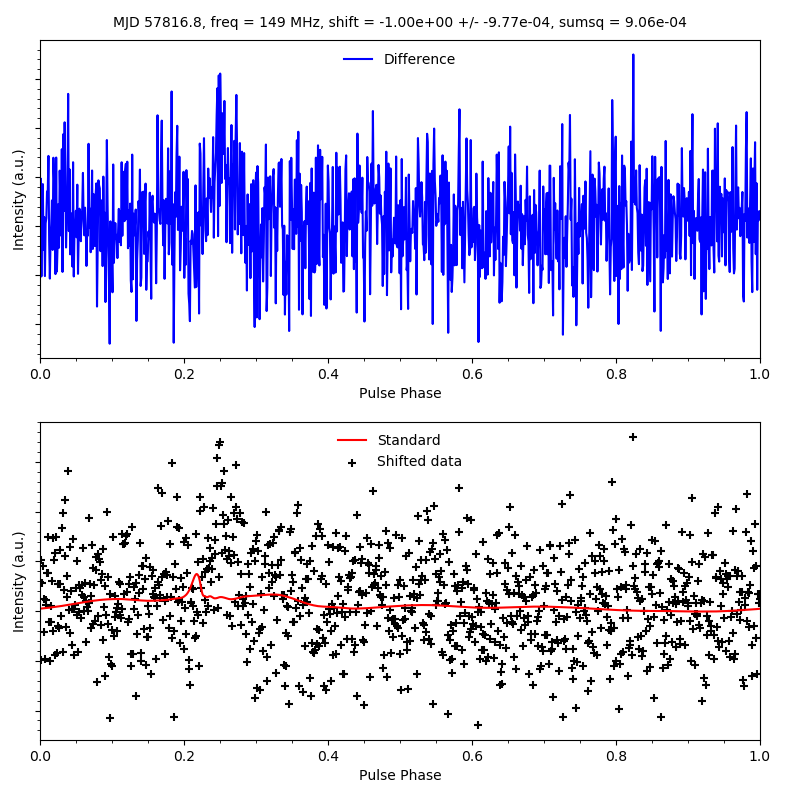 MJD 57816.8, freq = 149 MHz, shift = -1.00e+00 +/- -9.77e-04, sumsq = 9.06e-04
Difference
Intensity (a.u.)
0.0 0.2 0.4 0.6 0.8 1.0
Pulse Phase
Standard
Shifted data
Intensity (a.u.)
0.0 0.2 0.4 0.6 0.8 1.0
Pulse Phase